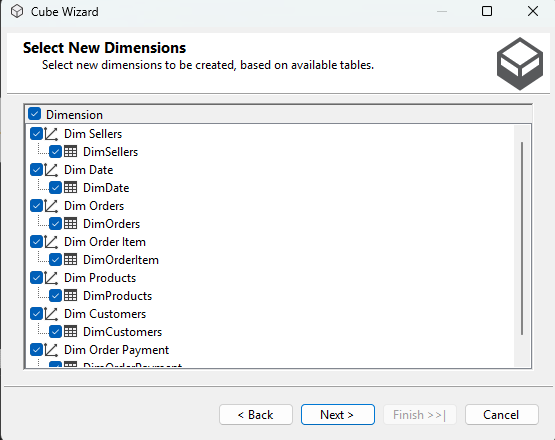 Cube Wizard
Select New Dimensions
Select new dimensions to be created, based on available tables.
Dimension
Dim Sellers
DimSellers
Dim Date
DimDate
Dim Orders
DimOrders
Dim Order Item
DimOrderItem
Dim Products
DimProducts
Dim Customers
DimCustomers
Dim Order Payment
DimOrderPayment
< Back
Next >
Finish >>|
Cancel